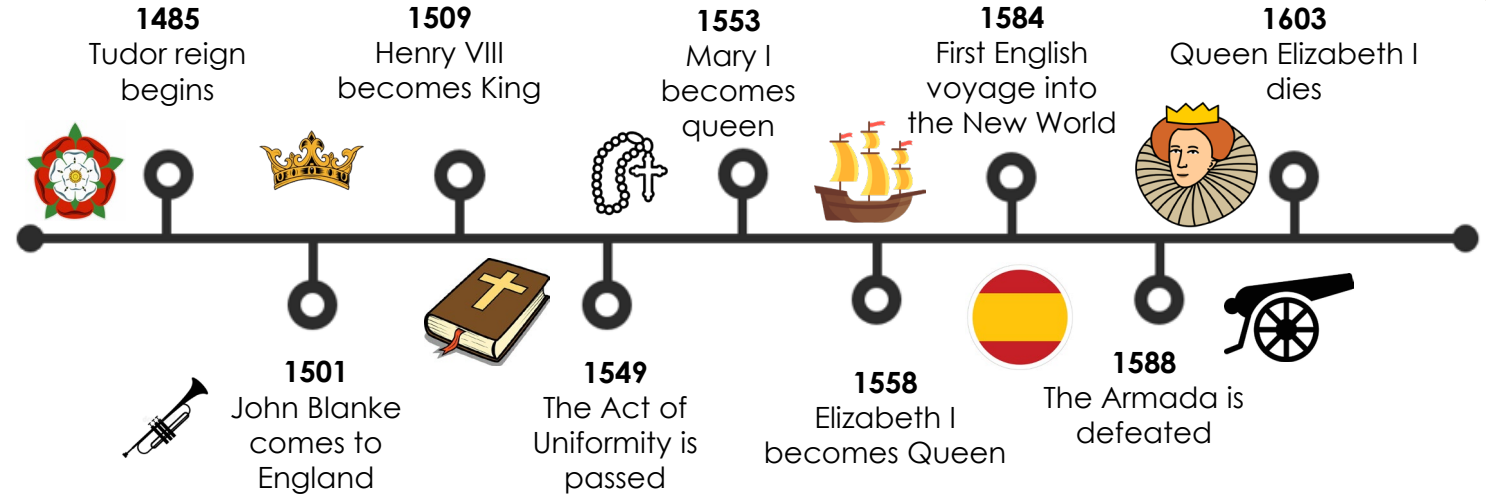 1485
Tudor reign
begins
1509
Henry VIII
becomes King
1553
Mary I
becomes
queen
1584
First English
voyage into
the New World
1603
Queen Elizabeth I
dies
1501
John Blanke
comes to
England
1549
The Act of
Uniformity is
passed
1558
Elizabeth I
becomes Queen
1588
The Armada is
defeated